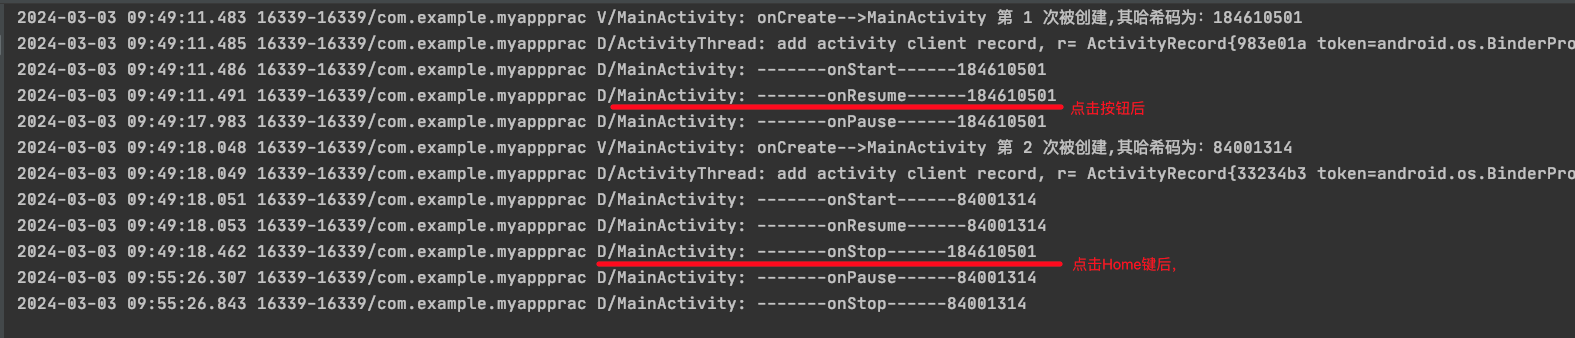 2024-03-03 09:49:11.483 16339-16339/com.example.myappprac V/MainActivity: onCreate-->MainActivity 第 1 次被创建,其哈希码为: 184610501
2024-03-03 09:49:11.485 16339-16339/com.example.myappprac D/ActivityThread: add activity client record, r= ActivityRecord{983e01a token=android.os.BinderPro
2024-03-03 09:49:11.486 16339-16339/com.example.myappprac D/MainActivity: -------onStart------184610501
2024-03-03 09:49:11.491 16339-16339/com.example.myappprac D/MainActivity: -------onResume------184610501 点击按钮后
2024-03-03 09:49:17.983 16339-16339/com.example.myappprac D/MainActivity: -------onPause------184610501
2024-03-03 09:49:18.048 16339-16339/com.example.myappprac V/MainActivity: onCreate-->MainActivity 第 2 次被创建,其哈希码为: 84001314
2024-03-03 09:49:18.049 16339-16339/com.example.myappprac D/ActivityThread: add activity client record, r= ActivityRecord{33234b3 token=android.os.BinderPro
2024-03-03 09:49:18.051 16339-16339/com.example.myappprac D/MainActivity: -------onStart------84001314
2024-03-03 09:49:18.053 16339-16339/com.example.myappprac D/MainActivity: -------onResume------84001314
2024-03-03 09:49:18.462 16339-16339/com.example.myappprac D/MainActivity: -------onStop------184610501 点击Home键后,
2024-03-03 09:55:26.307 16339-16339/com.example.myappprac D/MainActivity: -------onPause------84001314
2024-03-03 09:55:26.843 16339-16339/com.example.myappprac D/MainActivity: -------onStop------84001314